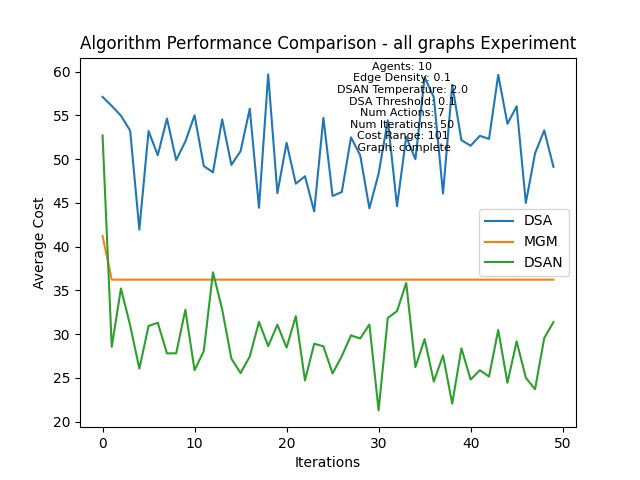 Algorithm Performance Comparison - all graphs Experiment
Agents: 10
Edge Density: 0.1
DSAN Temperature: 2.0
DSA Threshold: 0.1
Num Actions: 7
Num Iterations: 50
Cost Range: 101
Graph: complete
60
55
50
45
40
35
30
25
20
Average Cost
DSA
MGM
DSAN
0
10
20
30
40
50
Iterations